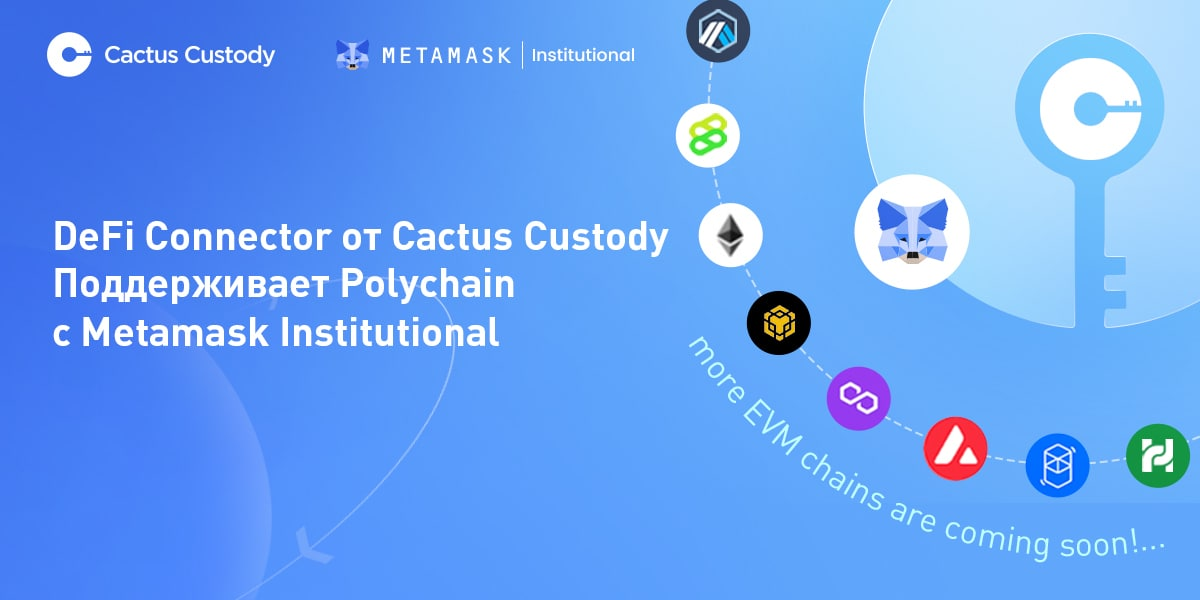 Cactus Custody
METAMASK | Institutional
DeFi Connector от Cactus Custody
Поддерживает Polychain
с Metamask Institutional
more EVM chains are coming soon!...